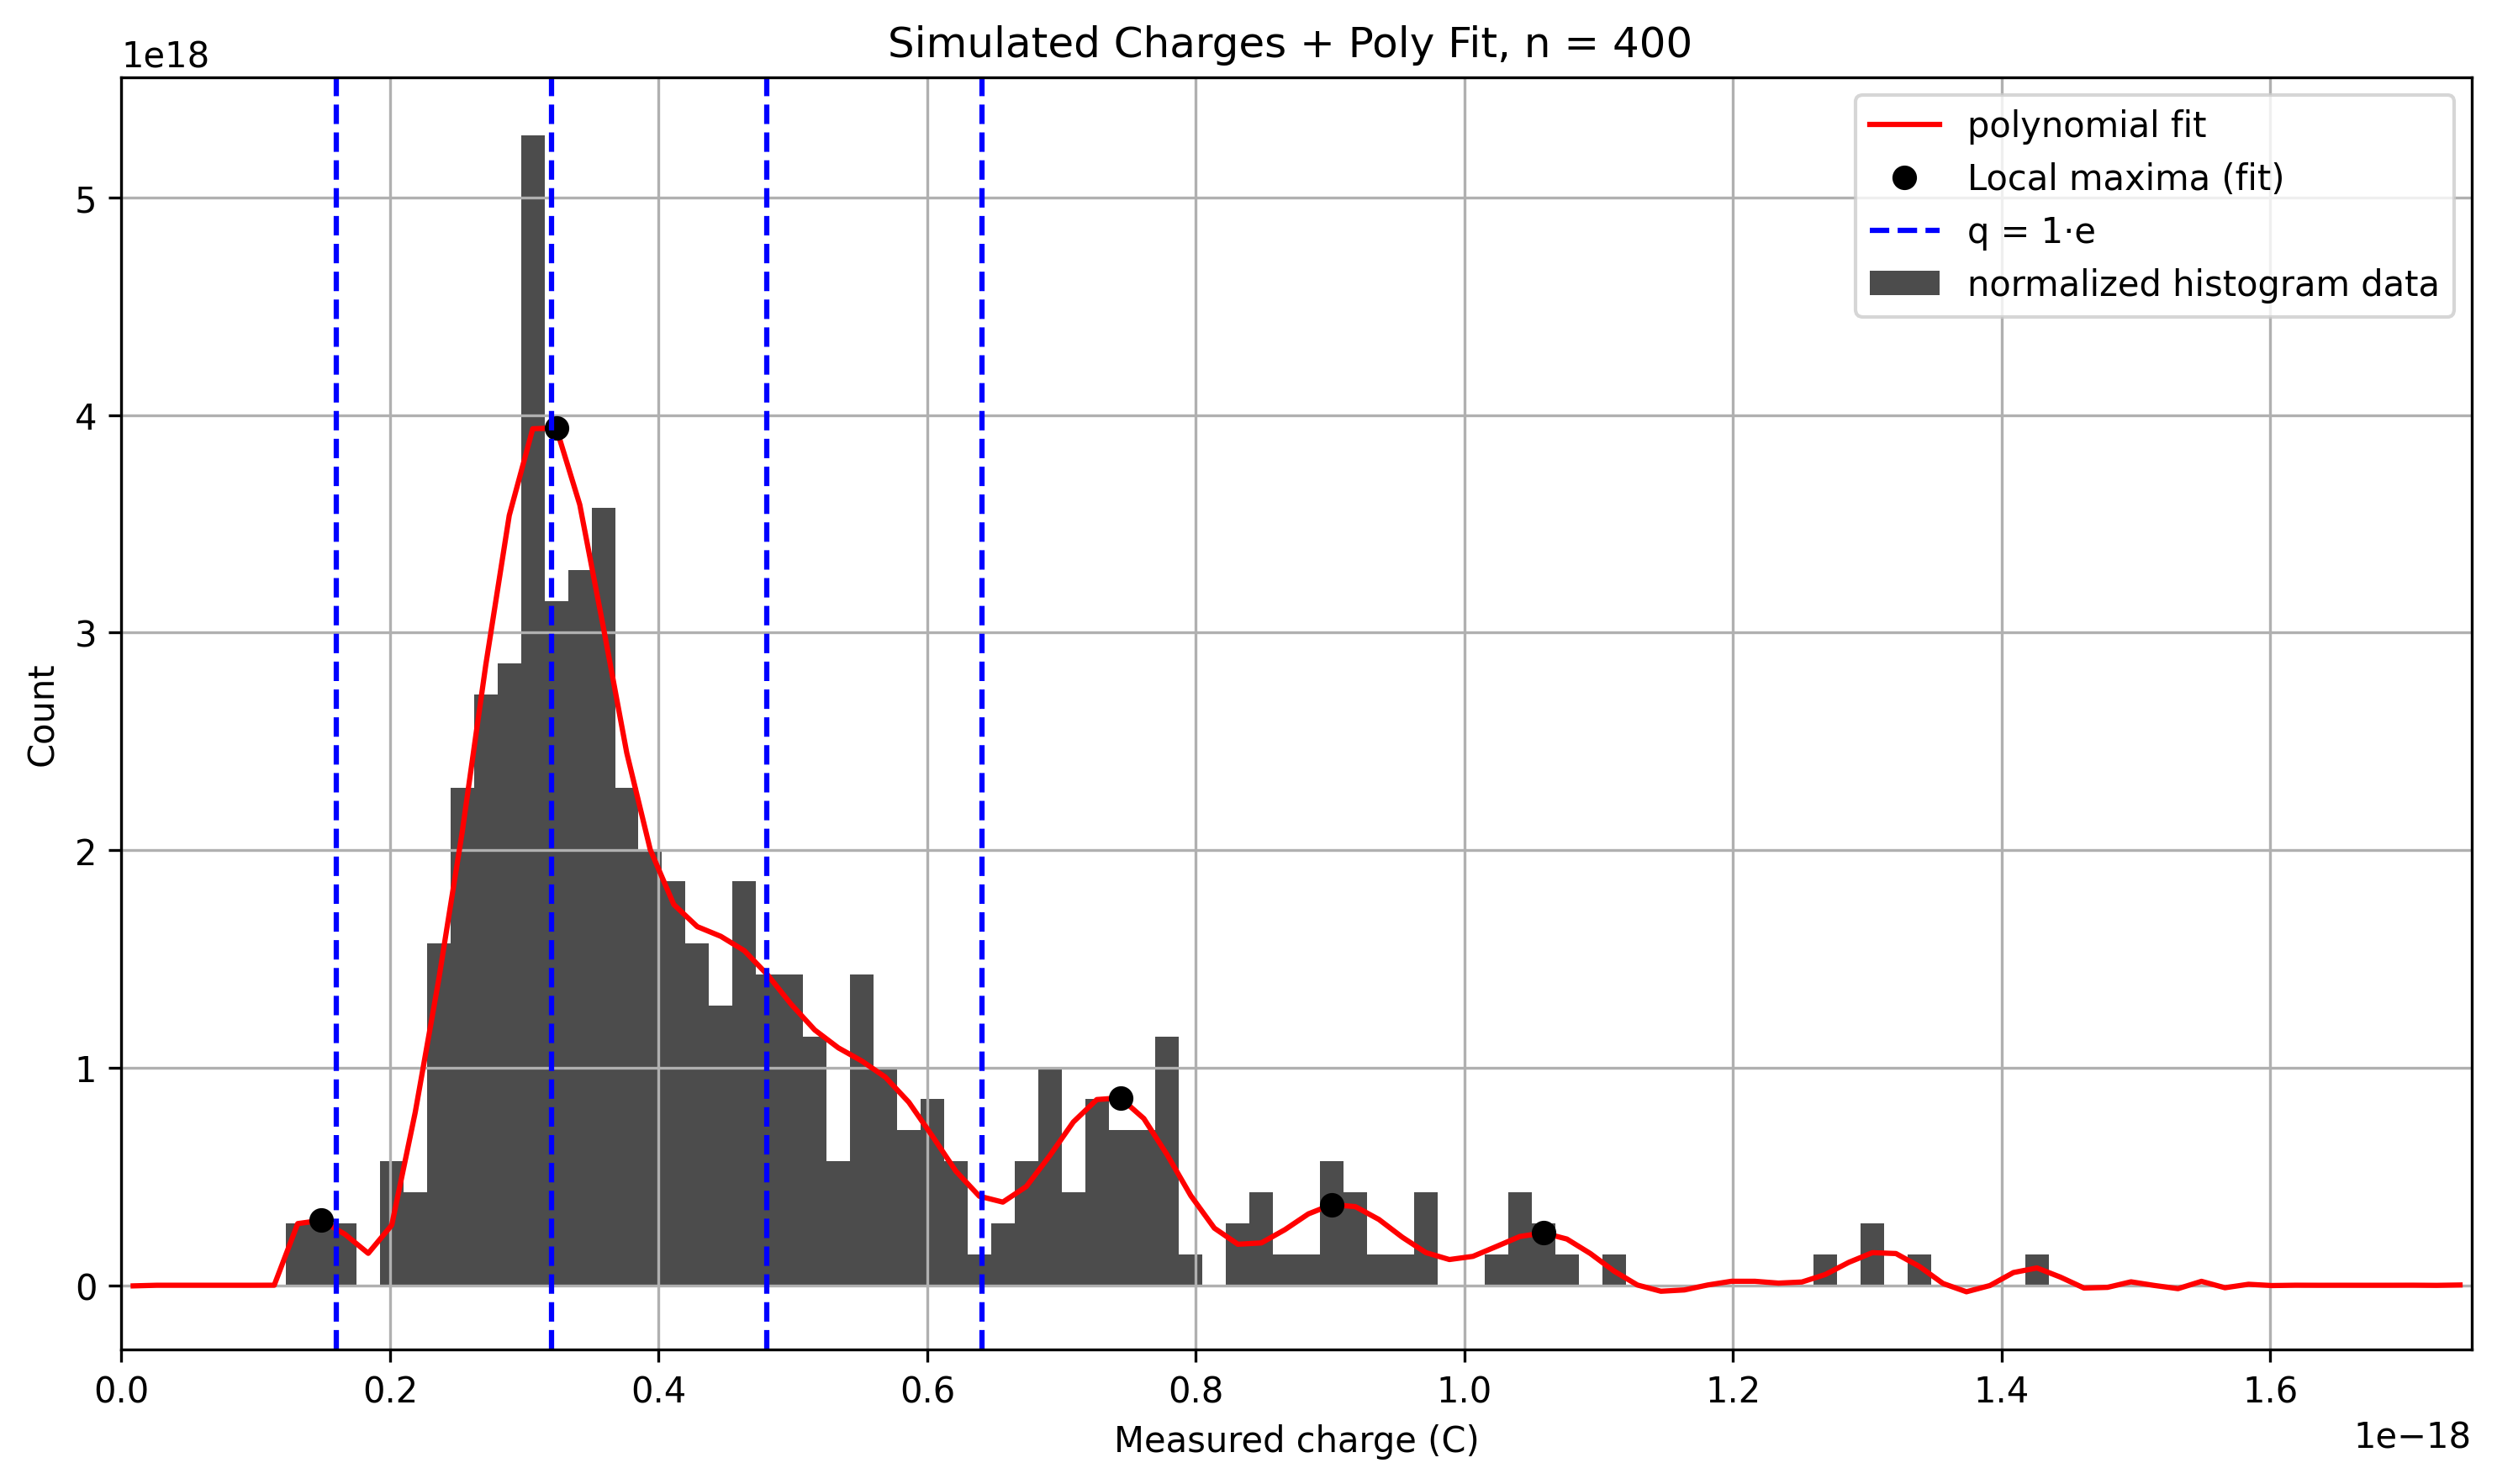 Simulated Charges + Poly Fit, n = 400
1e18
polynomial fit
Local maxima (fit)
q = 1·e
normalized histogram data
5
4
3
2
1
0
Count
0.0 0.2 0.4 0.6 0.8 1.0 1.2 1.4 1.6
1e−18
Measured charge (C)